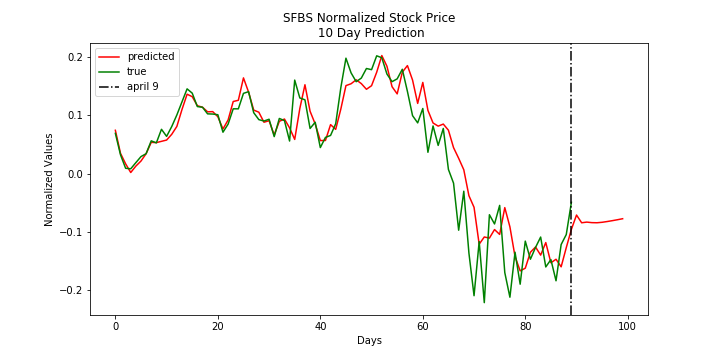 SFBS Normalized Stock Price
10 Day Prediction
predicted
true
april 9
Normalized Values
0.2
0.1
0.0
−0.1
−0.2
0 20 40 60 80 100
Days